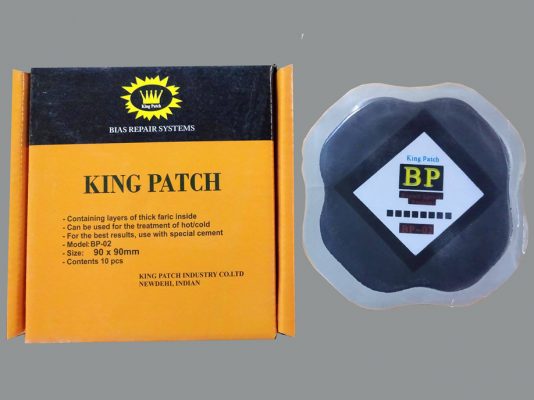 King Patch
BIAS REPAIR SYSTEMS
KING PATCH
- Containing layers of thick faric inside
- Can be used for the treatment of hot/cold
- For the best results, use with special cement
- Model:BP-02
- Size: 90 x 90mm
- Contents 10 pcs
KING PATCH INDUSTRY CO.LTD
NEWDEHI, INDIAN
King Patch
BP
BP-02